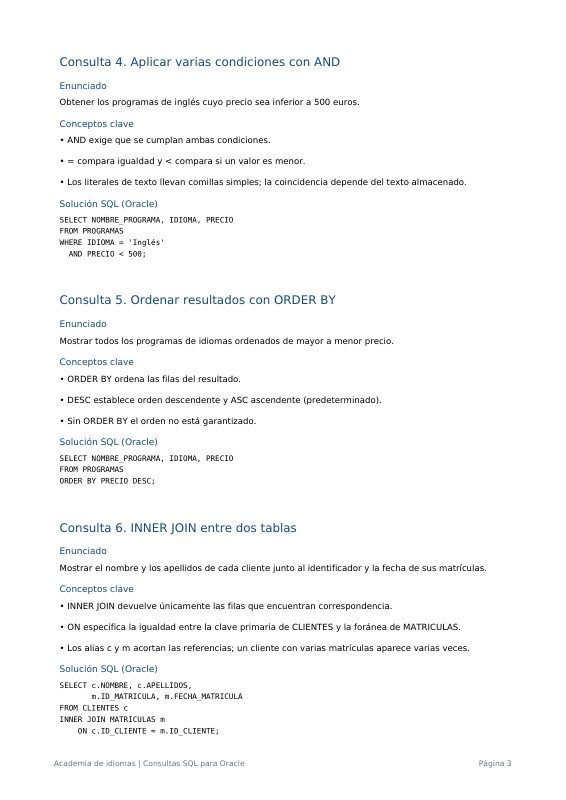 Consulta 4. Aplicar varias condiciones con AND
Enunciado
Obtener los programas de inglés cuyo precio sea inferior a 500 euros.
Conceptos clave
• AND exige que se cumplan ambas condiciones.
• = compara igualdad y < compara si un valor es menor.
• Los literales de texto llevan comillas simples; la coincidencia depende del texto almacenado.
Solución SQL (Oracle)
SELECT NOMBRE_PROGRAMA, IDIOMA, PRECIO
FROM PROGRAMAS
WHERE IDIOMA = 'Inglés'
  AND PRECIO < 500;
Consulta 5. Ordenar resultados con ORDER BY
Enunciado
Mostrar todos los programas de idiomas ordenados de mayor a menor precio.
Conceptos clave
• ORDER BY ordena las filas del resultado.
• DESC establece orden descendente y ASC ascendente (predeterminado).
• Sin ORDER BY el orden no está garantizado.
Solución SQL (Oracle)
SELECT NOMBRE_PROGRAMA, IDIOMA, PRECIO
FROM PROGRAMAS
ORDER BY PRECIO DESC;
Consulta 6. INNER JOIN entre dos tablas
Enunciado
Mostrar el nombre y los apellidos de cada cliente junto al identificador y la fecha de sus matrículas.
Conceptos clave
• INNER JOIN devuelve únicamente las filas que encuentran correspondencia.
• ON especifica la igualdad entre la clave primaria de CLIENTES y la foránea de MATRICULAS.
• Los alias c y m acortan las referencias; un cliente con varias matrículas aparece varias veces.
Solución SQL (Oracle)
SELECT c.NOMBRE, c.APELLIDOS,
       m.ID_MATRICULA, m.FECHA_MATRICULA
FROM CLIENTES c
INNER JOIN MATRICULAS m
    ON c.ID_CLIENTE = m.ID_CLIENTE;
Academia de idiomas | Consultas SQL para Oracle
Página 3